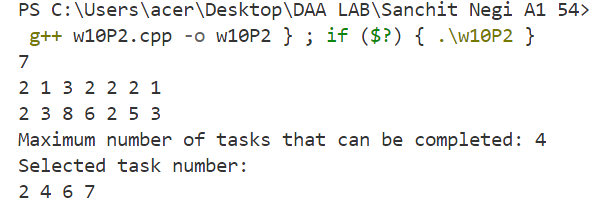 PS C:\Users\acer\Desktop\DAA LAB\Sanchit Negi A1 54>
g++ w10P2.cpp -o w10P2 } ; if ($?) { .\w10P2 }
7
2 1 3 2 2 2 1
2 3 8 6 2 5 3
Maximum number of tasks that can be completed: 4
Selected task number:
2 4 6 7